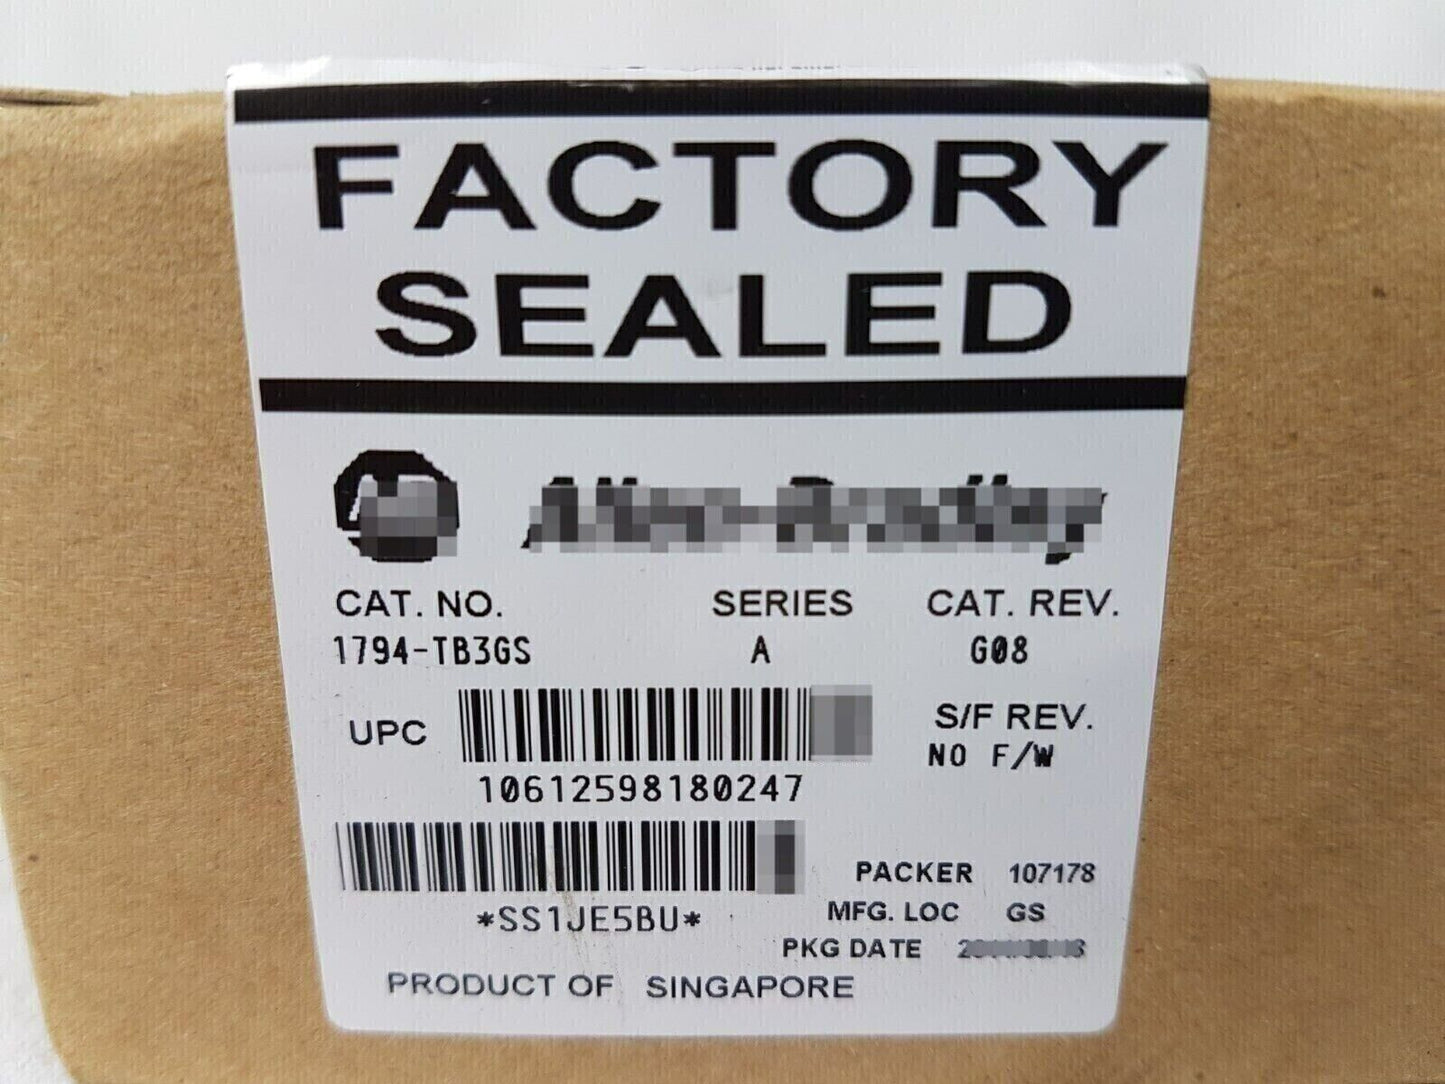 FACTORY
SEALED
CAT. NO. SERIES CAT. REV.
1794-TB3GS A G08
UPC S/F REV.
NO F/W
10612598180247
PACKER 107178
*SS1JE5BU* MFG. LOC GS
PKG DATE
PRODUCT OF SINGAPORE